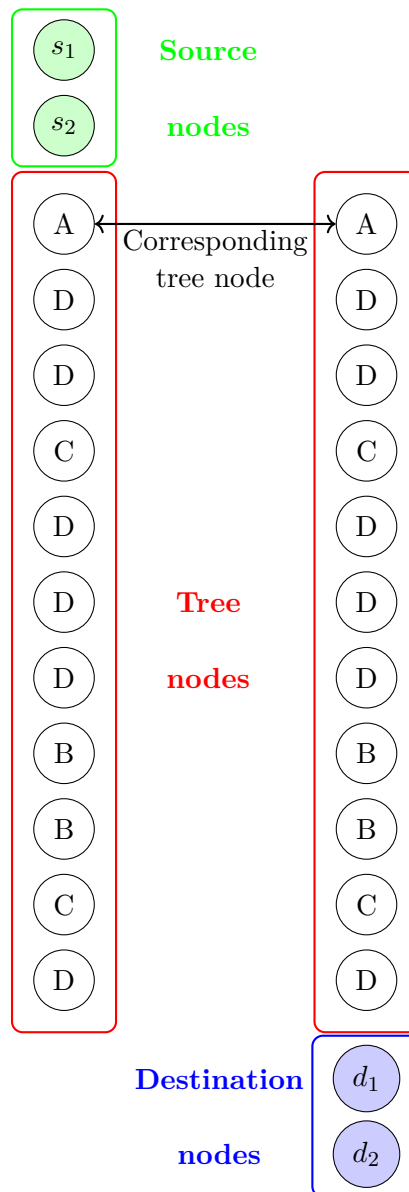 s₁ Source
s₂ nodes
A A
Corresponding
tree node
D D
D D
C C
D D
D Tree D
D nodes D
B B
B B
C C
D D
Destination d₁
nodes d₂